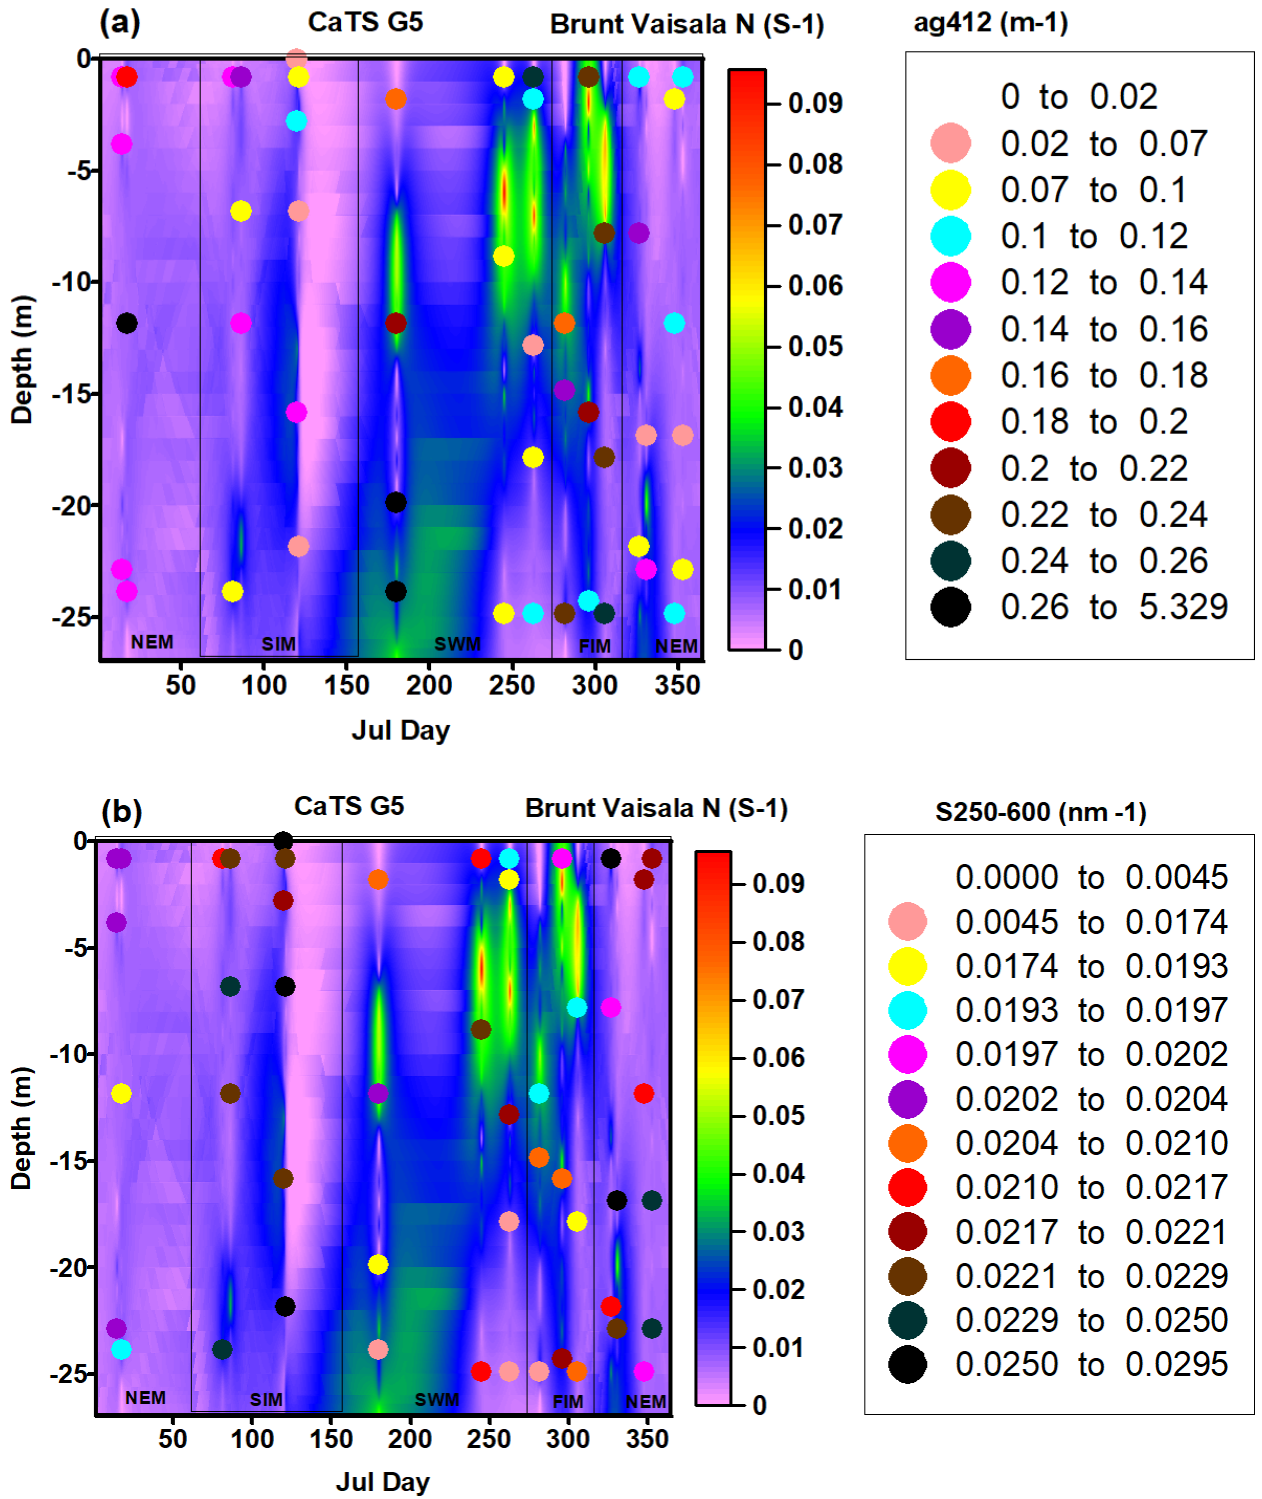 (a) CaTS G5 Brunt Vaisala N (S-1) ag412 (m-1)
0
-5
-10
-15
-20
-25
Depth (m)
NEM SIM SWM FIM NEM
50 100 150 200 250 300 350
Jul Day
0.09
0.08
0.07
0.06
0.05
0.04
0.03
0.02
0.01
0
0 to 0.02
0.02 to 0.07
0.07 to 0.1
0.1 to 0.12
0.12 to 0.14
0.14 to 0.16
0.16 to 0.18
0.18 to 0.2
0.2 to 0.22
0.22 to 0.24
0.24 to 0.26
0.26 to 5.329
(b) CaTS G5 Brunt Vaisala N (S-1) S250-600 (nm -1)
0
-5
-10
-15
-20
-25
Depth (m)
NEM SIM SWM FIM NEM
50 100 150 200 250 300 350
Jul Day
0.09
0.08
0.07
0.06
0.05
0.04
0.03
0.02
0.01
0
0.0000 to 0.0045
0.0045 to 0.0174
0.0174 to 0.0193
0.0193 to 0.0197
0.0197 to 0.0202
0.0202 to 0.0204
0.0204 to 0.0210
0.0210 to 0.0217
0.0217 to 0.0221
0.0221 to 0.0229
0.0229 to 0.0250
0.0250 to 0.0295